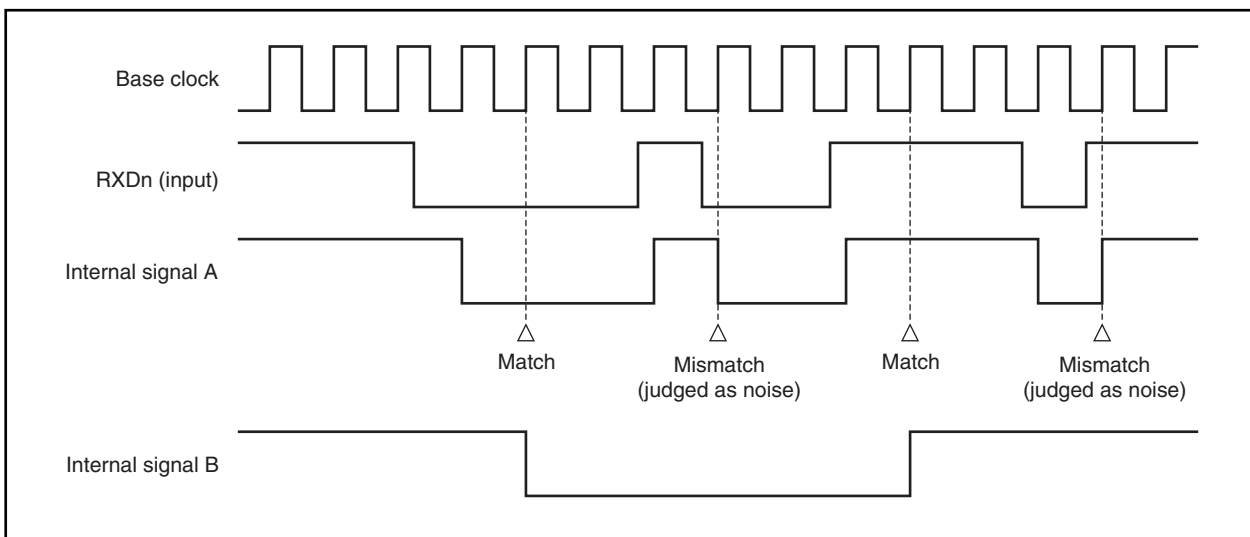 Base clock
RXDn (input)
Internal signal A
Match
Mismatch
(judged as noise)
Match
Mismatch
(judged as noise)
Internal signal B